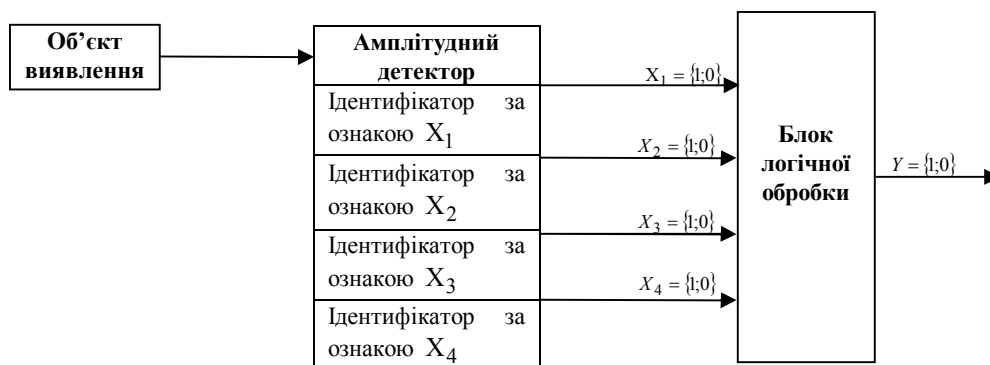 Об’єкт
виявлення
Амплітудний
детектор
Ідентифікатор за
ознакою X1
Ідентифікатор за
ознакою X2
Ідентифікатор за
ознакою X3
Ідентифікатор за
ознакою X4
X1 = {1;0}
X2 = {1;0}
X3 = {1;0}
X4 = {1;0}
Блок
логічної
обробки
Y = {1;0}